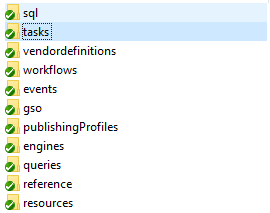 sql
tasks
vendordefinitions
workflows
events
gso
publishingProfiles
engines
queries
reference
resources